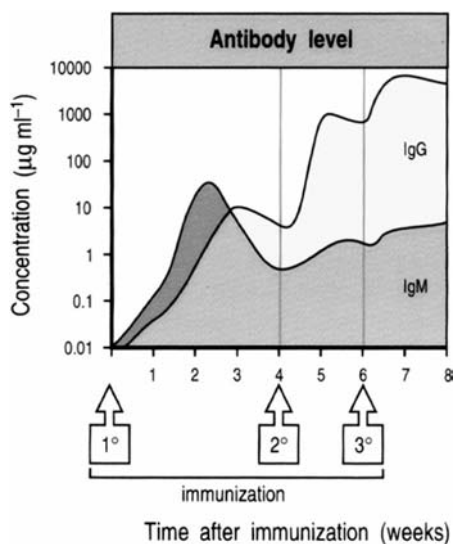 Antibody level
Concentration (µg ml⁻¹)
10000
1000
100
10
1
0.1
0.01
IgG
IgM
1 2 3 4 5 6 7 8
1° 2° 3°
immunization
Time after immunization (weeks)